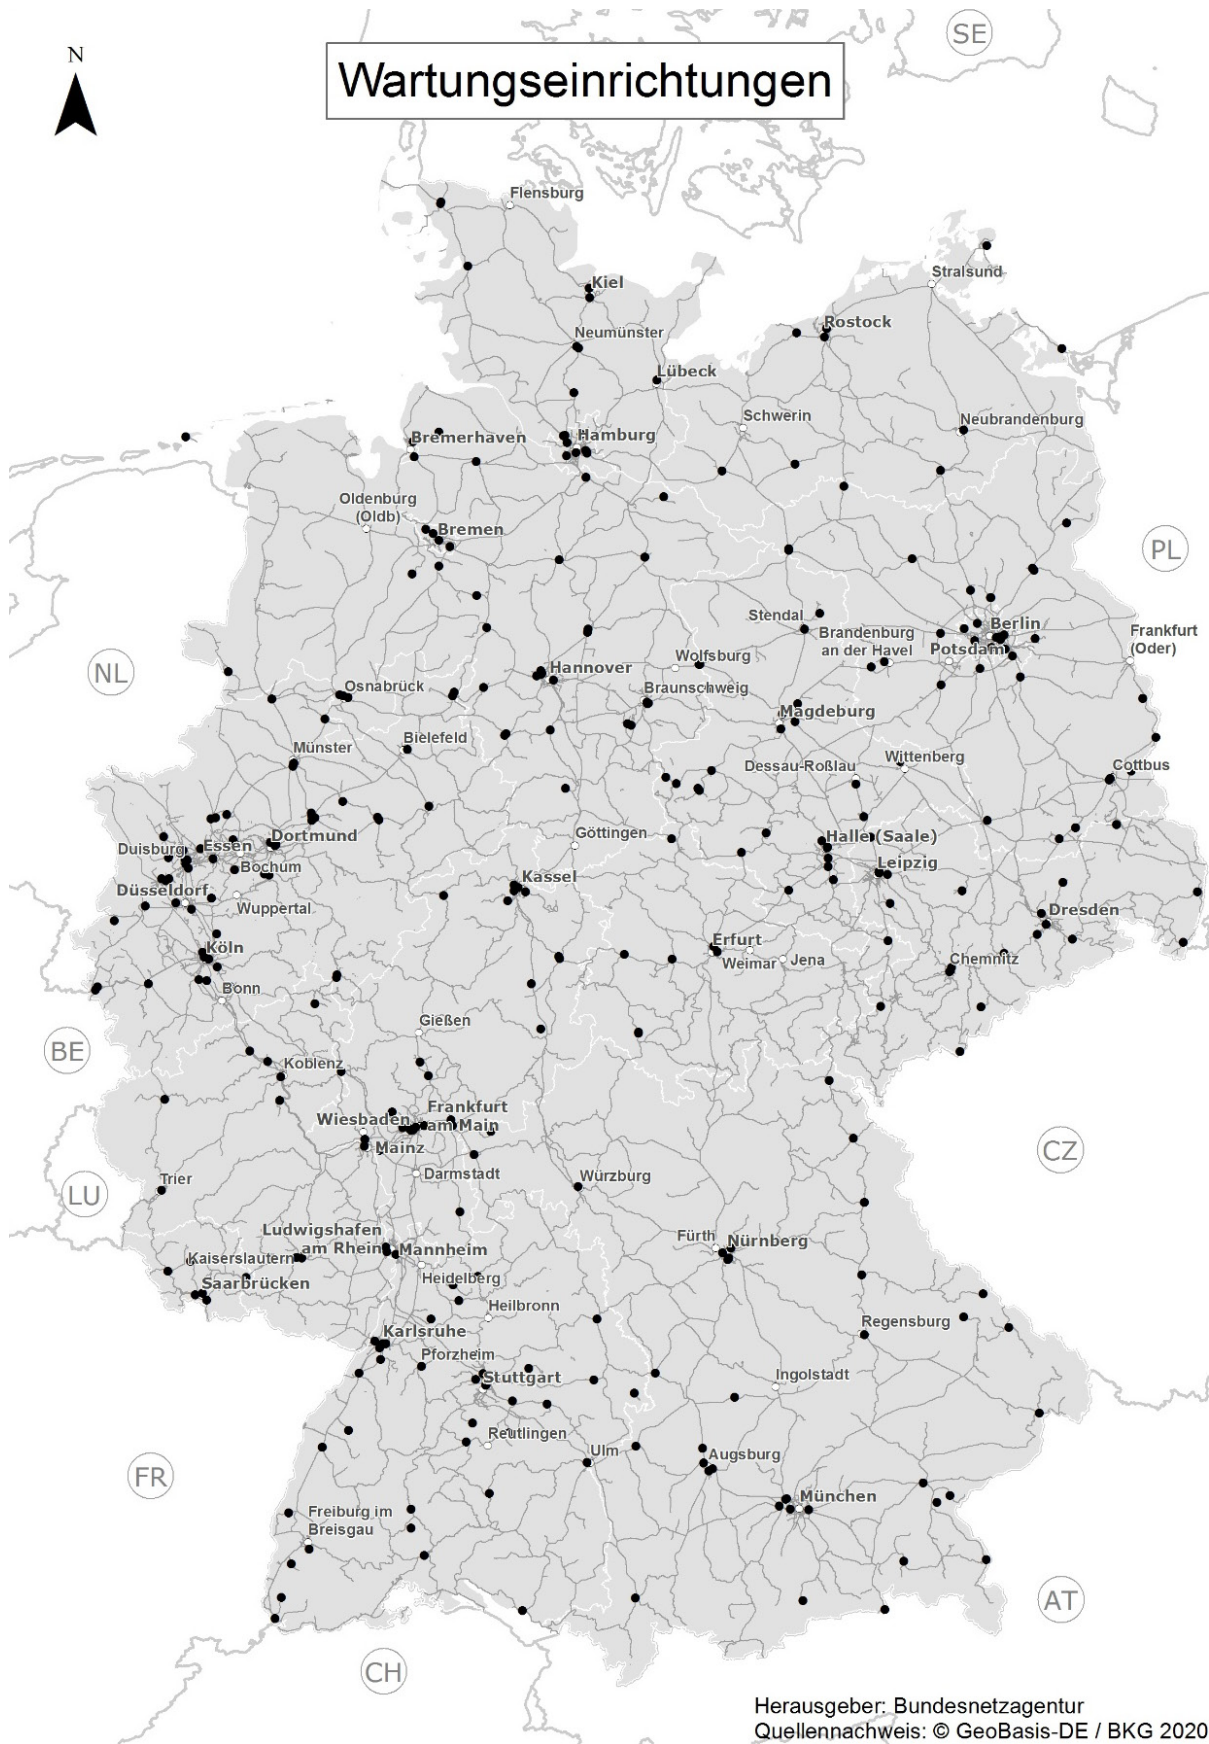 SE
N
Wartungseinrichtungen
Flensburg
Stralsund
Kiel
Rostock
Neumünster
Lübeck
Schwerin
Neubrandenburg
Bremerhaven
Hamburg
Oldenburg
(Oldb)
Bremen
PL
Stendal
Berlin
Brandenburg
an der Havel
Potsdam
Frankfurt
(Oder)
NL
Hannover
Wolfsburg
Osnabrück
Braunschweig
Magdeburg
Bielefeld
Münster
Dessau-Roßlau
Wittenberg
Cottbus
Dortmund
Göttingen
Halle (Saale)
Duisburg
Essen
Bochum
Leipzig
Kassel
Düsseldorf
Wuppertal
Dresden
Köln
Erfurt
Weimar
Jena
Chemnitz
Bonn
Gießen
BE
Koblenz
Wiesbaden
Frankfurt
am Main
Mainz
CZ
Darmstadt
Trier
Würzburg
LU
Ludwigshafen
am Rhein
Mannheim
Fürth
Nürnberg
Kaiserslautern
Saarbrücken
Heidelberg
Heilbronn
Regensburg
Karlsruhe
Pforzheim
Stuttgart
Ingolstadt
Reutlingen
Ulm
Augsburg
FR
München
Freiburg im
Breisgau
AT
CH
Herausgeber: Bundesnetzagentur
Quellennachweis: © GeoBasis-DE / BKG 2020